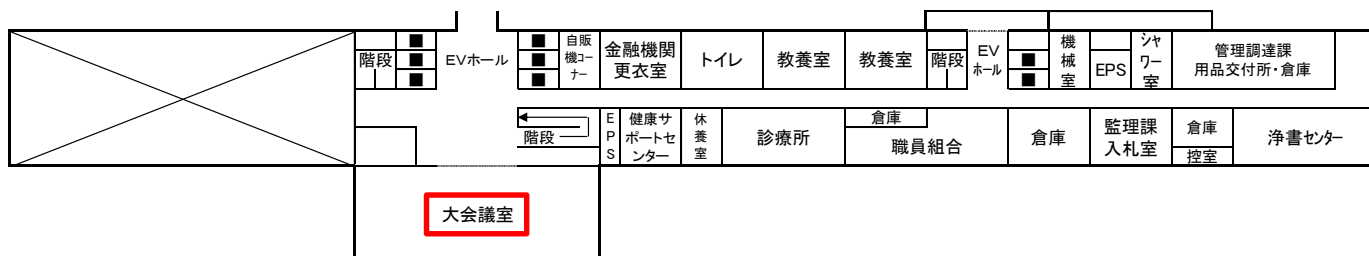 階段
EVホール
自販
機コー
ナー
金融機関
更衣室
トイレ
教養室
教養室
階段
EV
ホール
機
械
室
EPS
シャ
ワー
室
管理調達課
用品交付所・倉庫
階段
E
P
S
健康サ
ポートセ
ンター
休
養
室
診療所
倉庫
職員組合
倉庫
監理課
入札室
倉庫
控室
浄書センター
大会議室